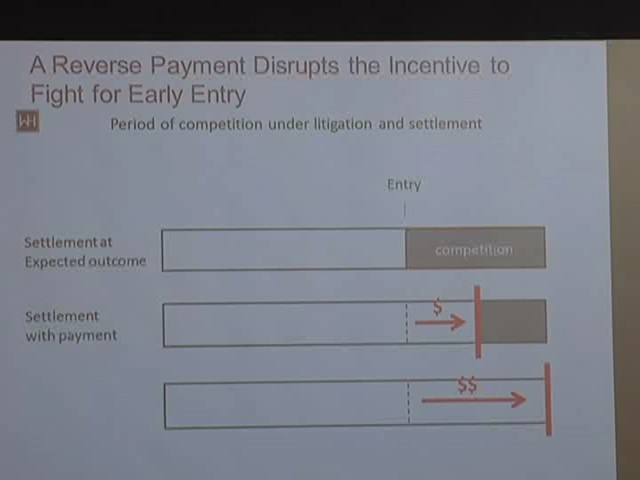 A Reverse Payment Disrupts the Incentive to
Fight for Early Entry
WH
Period of competition under litigation and settlement
Entry
Settlement at
Expected outcome
competition
Settlement
with payment
$
$$